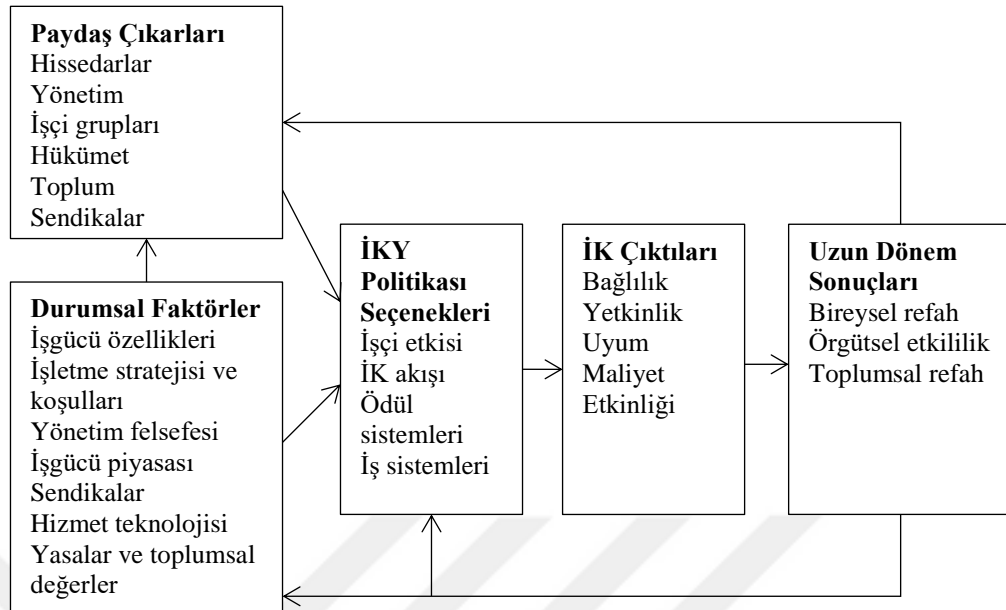 Paydaş Çıkarları
Hissedarlar
Yönetim
İşçi grupları
Hükümet
Toplum
Sendikalar
Durumsal Faktörler
İşgücü özellikleri
İşletme stratejisi ve
koşulları
Yönetim felsefesi
İşgücü piyasası
Sendikalar
Hizmet teknolojisi
Yasalar ve toplumsal
değerler
İKY
Politikası
Seçenekleri
İşçi etkisi
İK akışı
Ödül
sistemleri
İş sistemleri
İK Çıktıları
Bağlılık
Yetkinlik
Uyum
Maliyet
Etkinliği
Uzun Dönem
Sonuçları
Bireysel refah
Örgütsel etkililik
Toplumsal refah